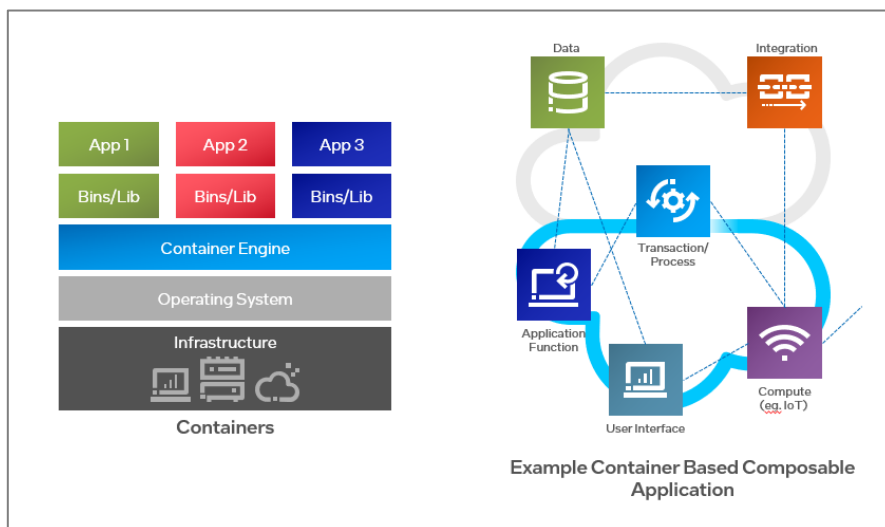 App 1
App 2
App 3
Bins/Lib
Bins/Lib
Bins/Lib
Container Engine
Operating System
Infrastructure
Containers
Data
Integration
Transaction/
Process
Application
Function
User Interface
Compute
(eg. IoT)
Example Container Based Composable
Application